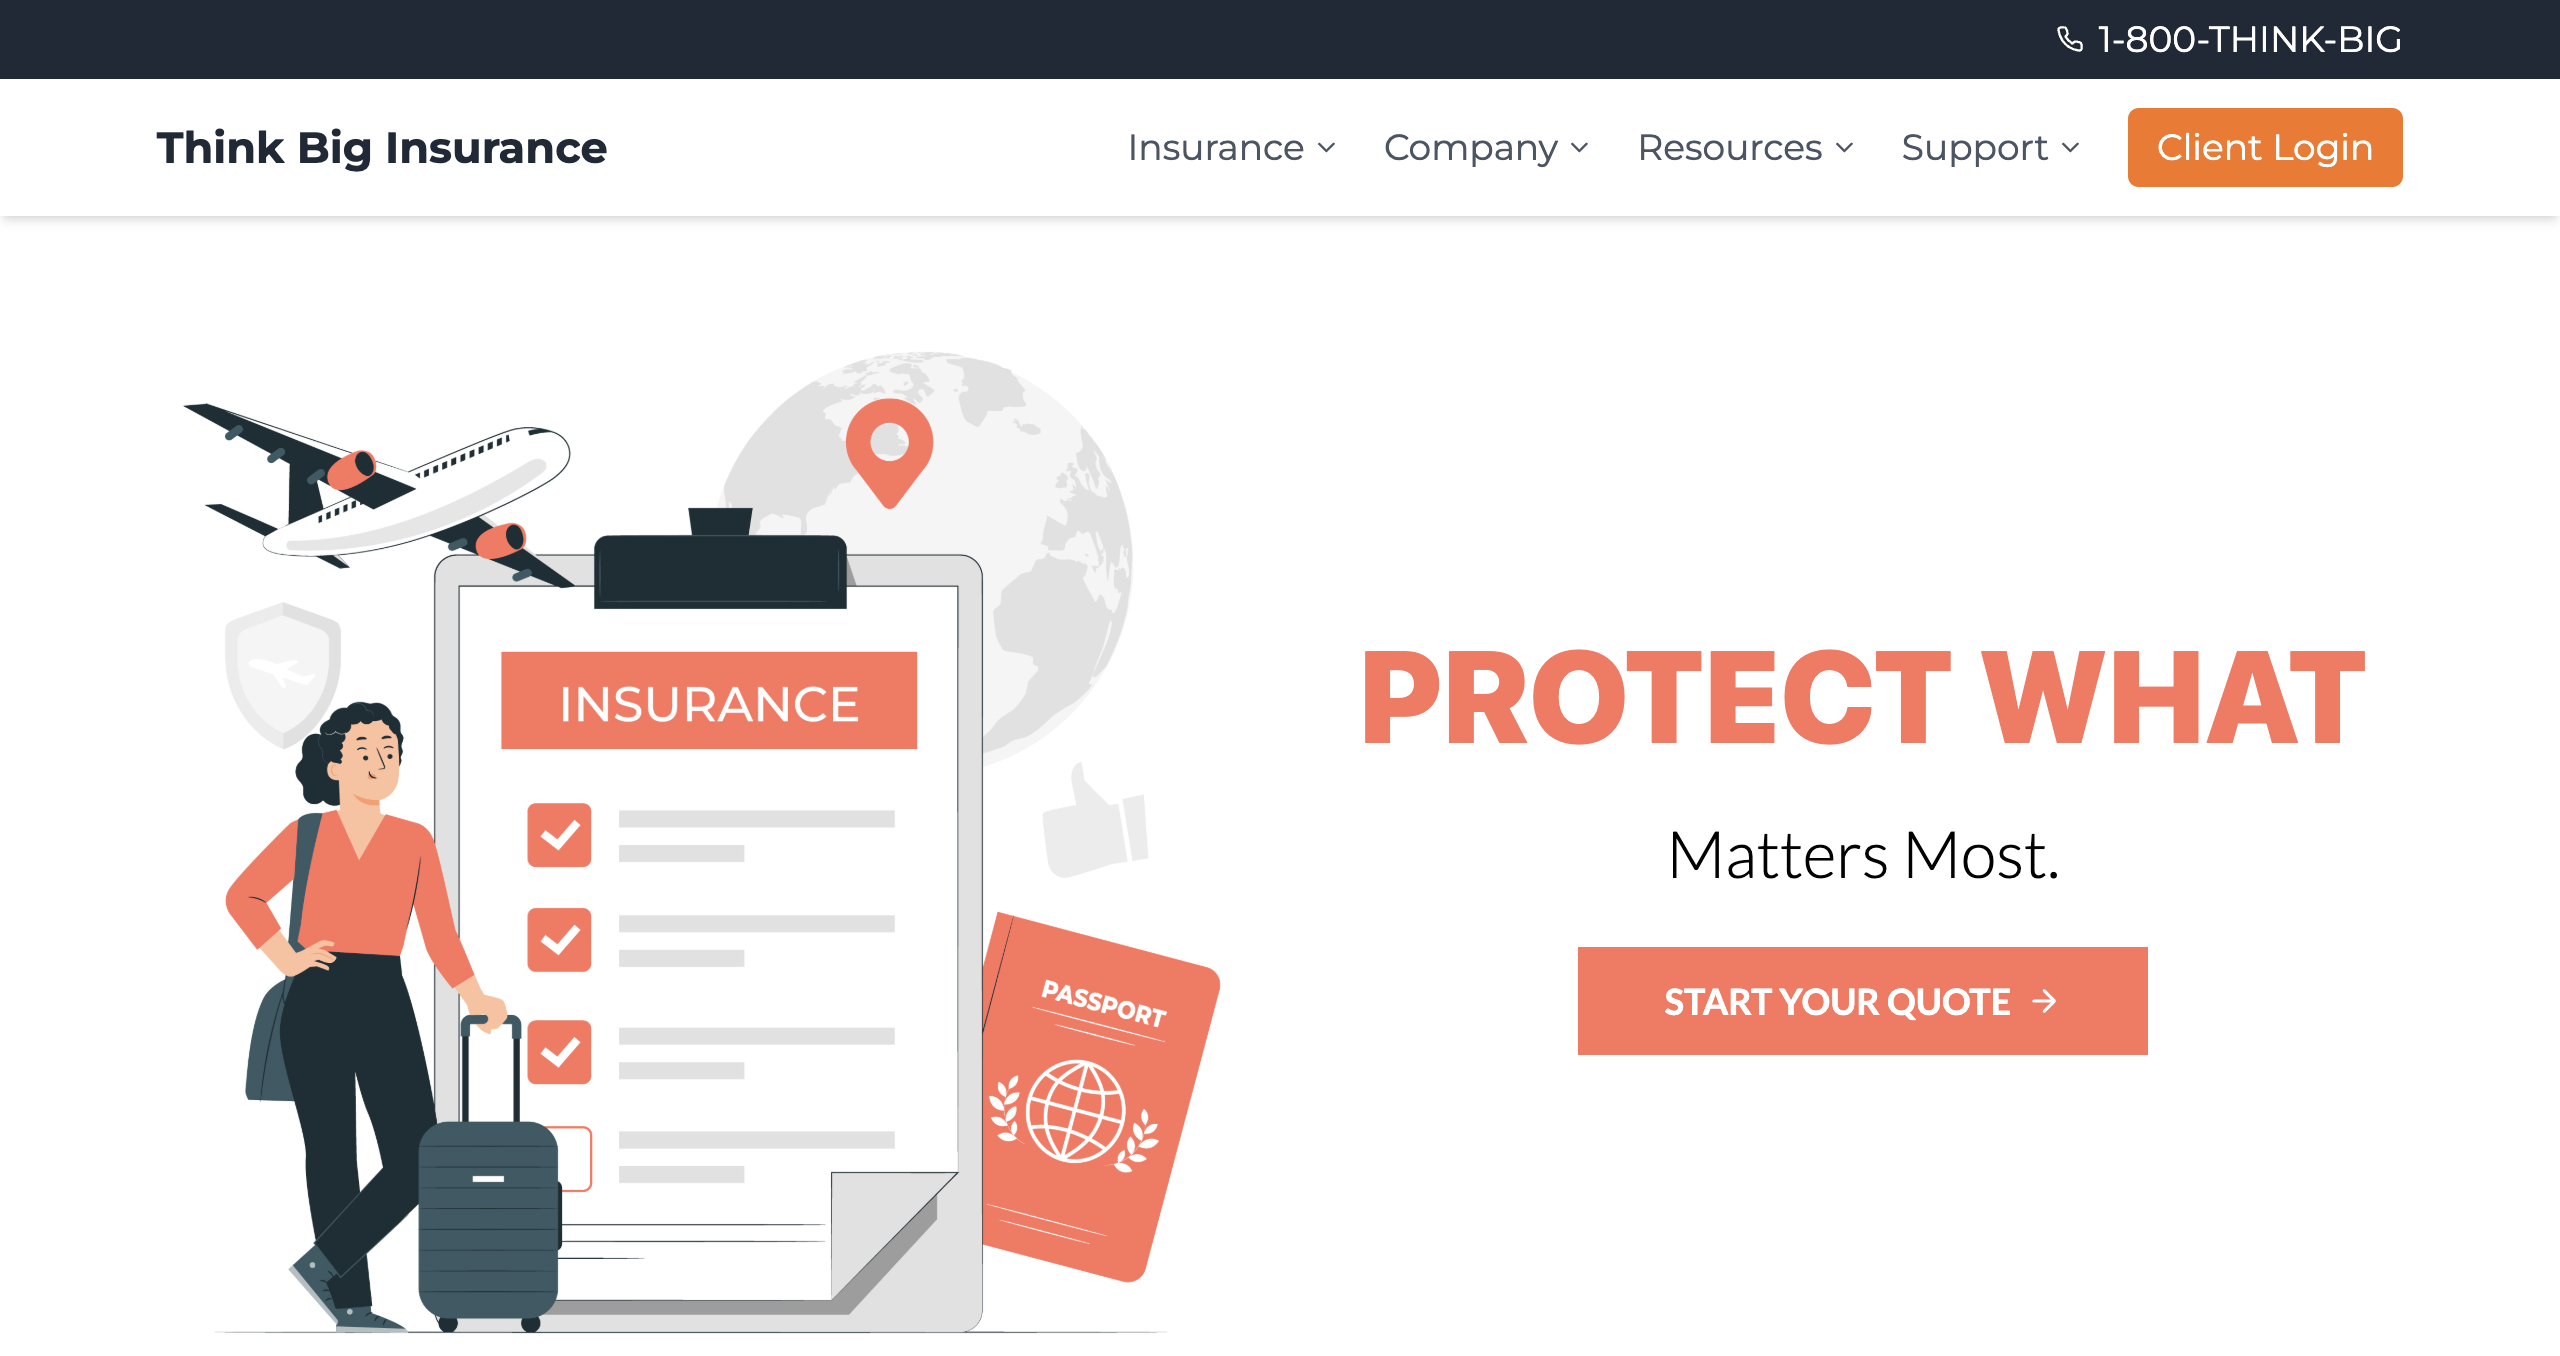 1-800-THINK-BIG
Think Big Insurance
Insurance
Company
Resources
Support
Client Login
INSURANCE
PASSPORT
PROTECT WHAT
Matters Most.
START YOUR QUOTE